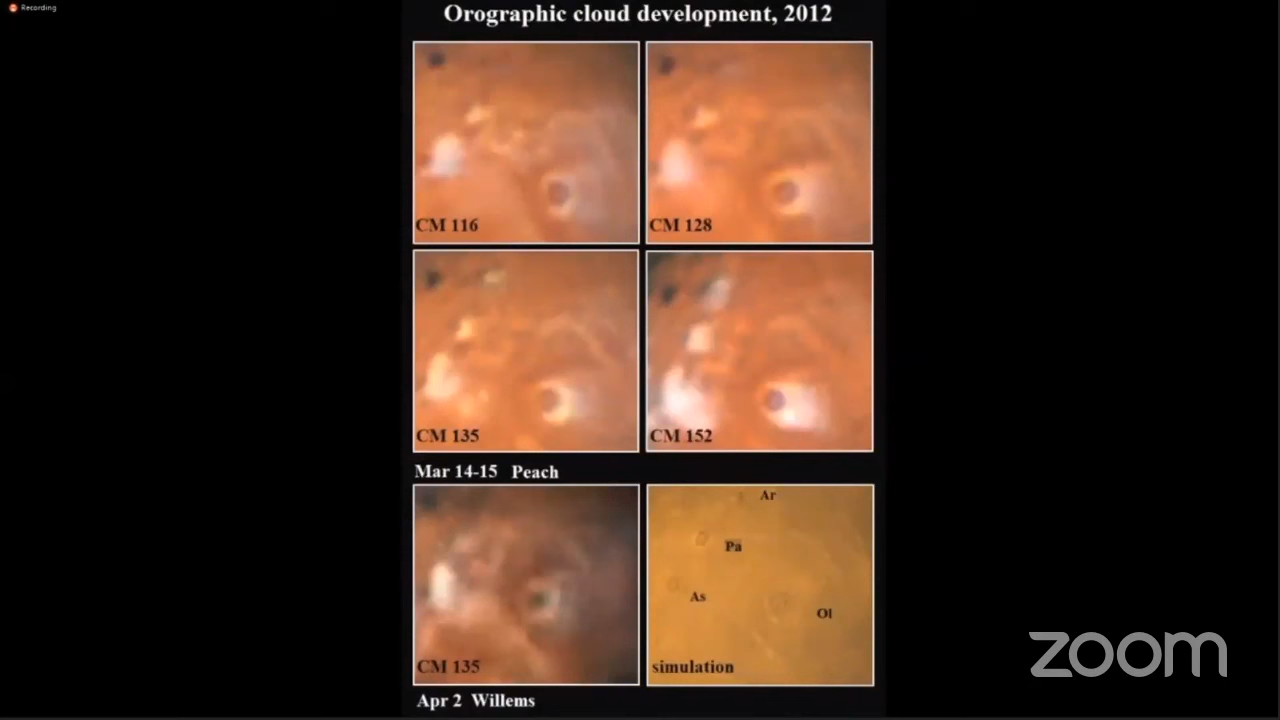 Recording
Orographic cloud development, 2012
CM 116
CM 128
CM 135
CM 152
Mar 14-15 Peach
Ar
Pa
As
Ol
CM 135
simulation
Apr 2 Willems
zoom